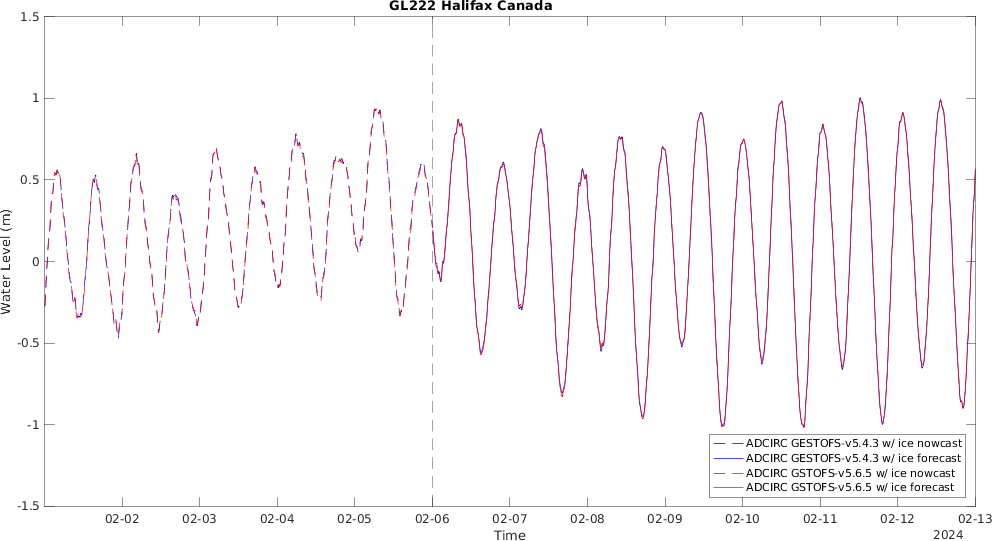 GL222 Halifax Canada
1.5
1
0.5
0
-0.5
-1
-1.5
Water Level (m)
02-02 02-03 02-04 02-05 02-06 02-07 02-08 02-09 02-10 02-11 02-12 02-13
Time
2024
ADCIRC GESTOFS-v5.4.3 w/ ice nowcast
ADCIRC GESTOFS-v5.4.3 w/ ice forecast
ADCIRC GSTOFS-v5.6.5 w/ ice nowcast
ADCIRC GSTOFS-v5.6.5 w/ ice forecast